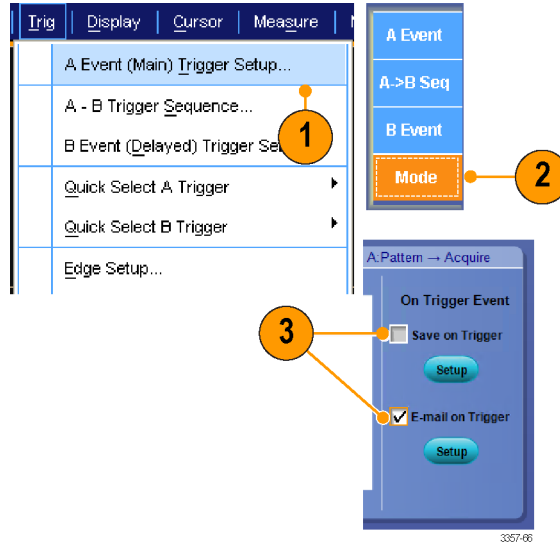 Trig Display Cursor Measure
A Event (Main) Trigger Setup...
A - B Trigger Sequence...
B Event (Delayed) Trigger
Quick Select A Trigger
Quick Select B Trigger
Edge Setup...
1
A Event
A->B Seq
B Event
Mode
2
A:Pattern → Acquire
On Trigger Event
Save on Trigger
Setup
E-mail on Trigger
Setup
3
3357-66